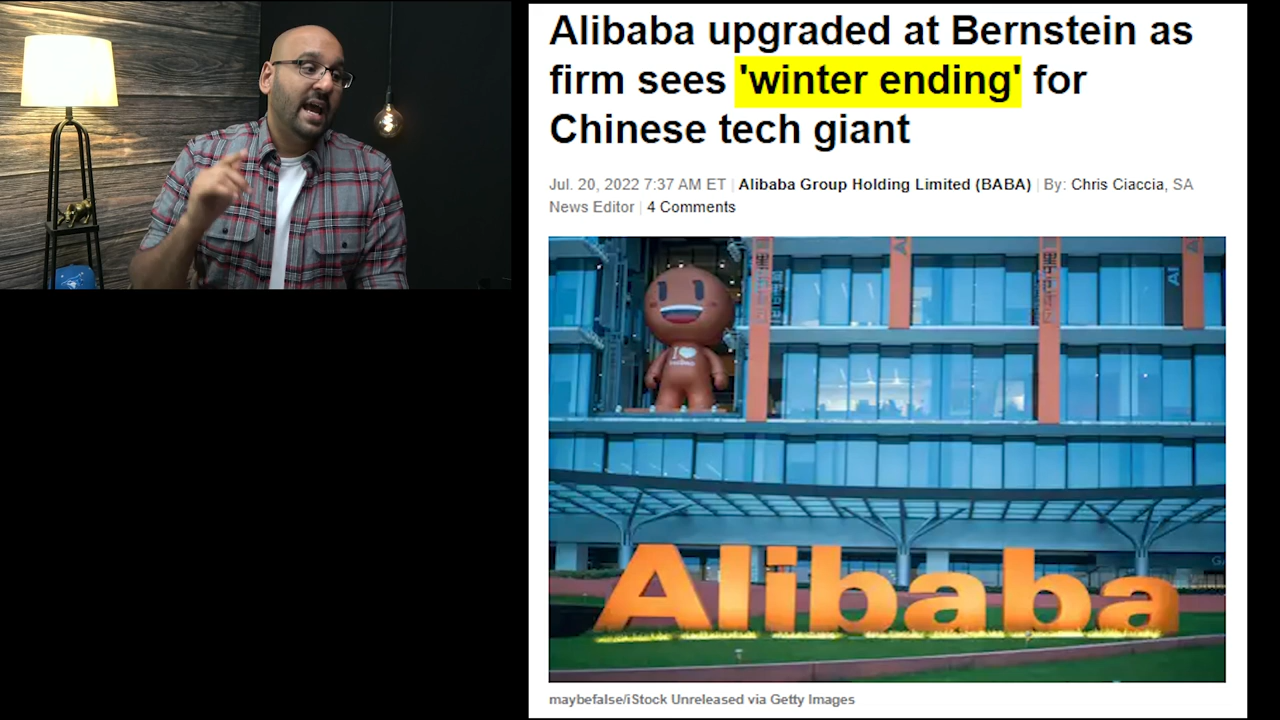 Alibaba upgraded at Bernstein as
firm sees 'winter ending' for
Chinese tech giant
Jul. 20, 2022 7:37 AM ET | Alibaba Group Holding Limited (BABA) | By: Chris Ciaccia, SA
News Editor | 4 Comments
I
Alibaba
maybefalse/iStock Unreleased via Getty Images